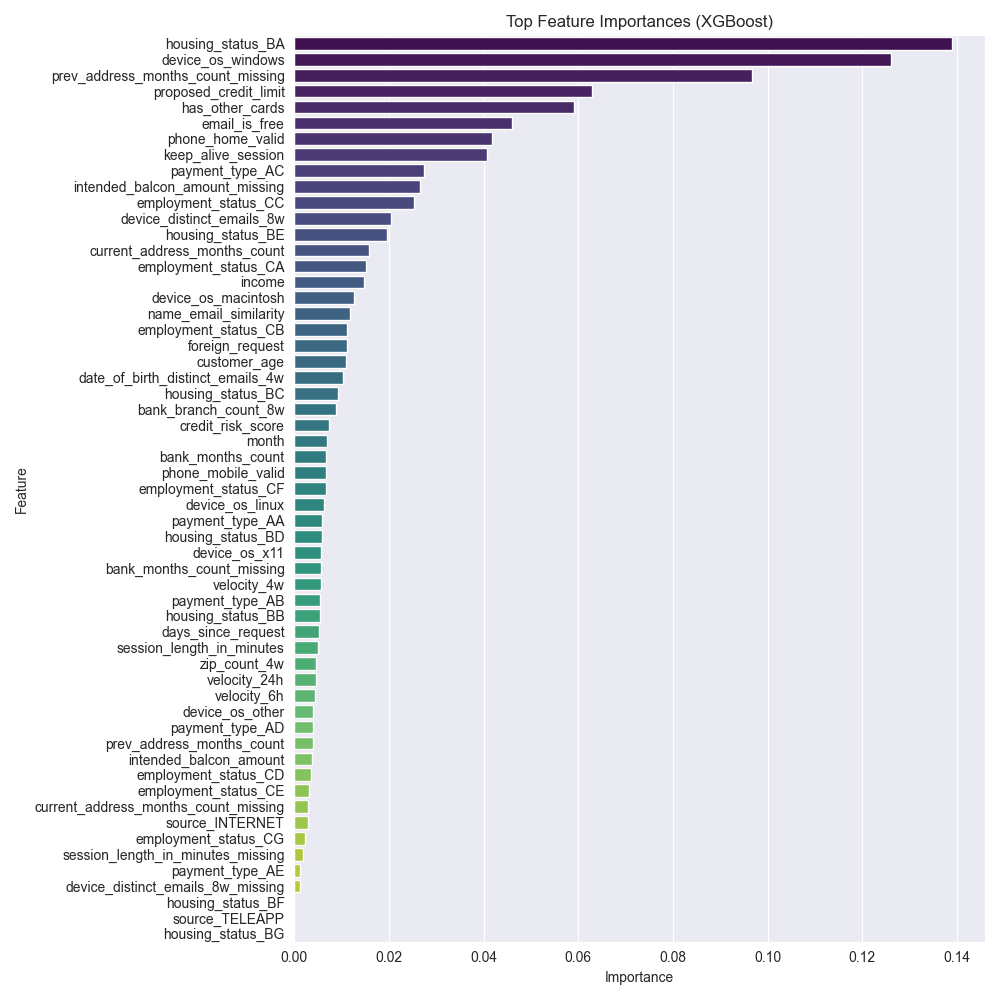 Top Feature Importances (XGBoost)
housing_status_BA
device_os_windows
prev_address_months_count_missing
proposed_credit_limit
has_other_cards
email_is_free
phone_home_valid
keep_alive_session
payment_type_AC
intended_balcon_amount_missing
employment_status_CC
device_distinct_emails_8w
housing_status_BE
current_address_months_count
employment_status_CA
income
device_os_macintosh
name_email_similarity
employment_status_CB
foreign_request
customer_age
date_of_birth_distinct_emails_4w
housing_status_BC
bank_branch_count_8w
credit_risk_score
month
bank_months_count
phone_mobile_valid
employment_status_CF
device_os_linux
payment_type_AA
housing_status_BD
device_os_x11
bank_months_count_missing
velocity_4w
payment_type_AB
housing_status_BB
days_since_request
session_length_in_minutes
zip_count_4w
velocity_24h
velocity_6h
device_os_other
payment_type_AD
prev_address_months_count
intended_balcon_amount
employment_status_CD
employment_status_CE
current_address_months_count_missing
source_INTERNET
employment_status_CG
session_length_in_minutes_missing
payment_type_AE
device_distinct_emails_8w_missing
housing_status_BF
source_TELEAPP
housing_status_BG
Feature
0.00 0.02 0.04 0.06 0.08 0.10 0.12 0.14
Importance